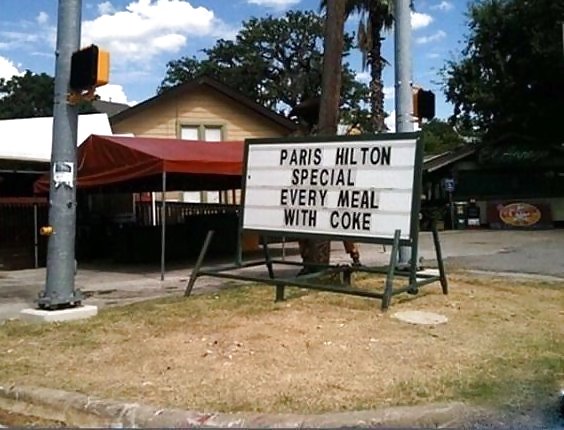 PARIS HILTON
SPECIAL
EVERY MEAL
WITH COKE